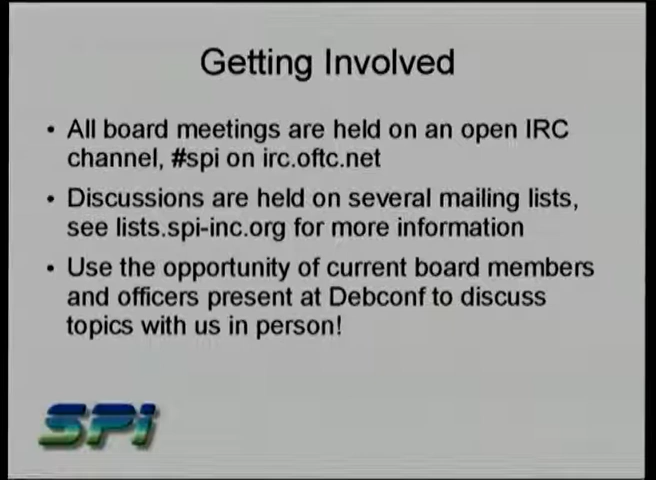 Getting Involved
• All board meetings are held on an open IRC
channel, #spi on irc.oftc.net
• Discussions are held on several mailing lists,
see lists.spi-inc.org for more information
• Use the opportunity of current board members
and officers present at Debconf to discuss
topics with us in person!
SPi